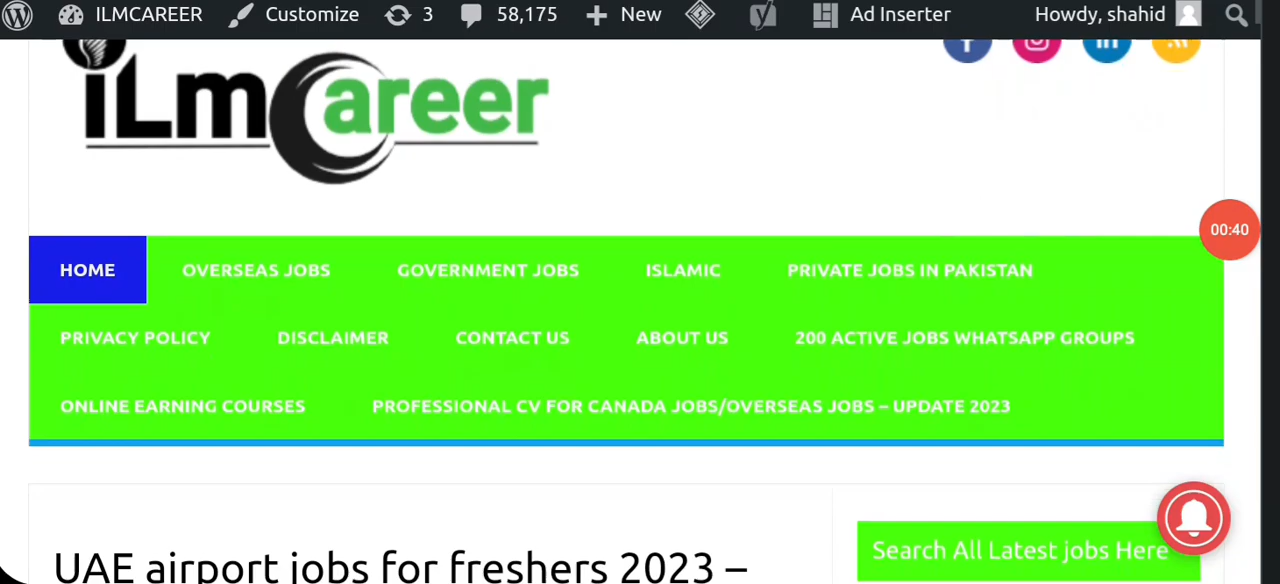 ILMCAREER Customize 3 58,175 New Ad Inserter Howdy, shahid
iLmCareer
00:40
HOME OVERSEAS JOBS GOVERNMENT JOBS ISLAMIC PRIVATE JOBS IN PAKISTAN
PRIVACY POLICY DISCLAIMER CONTACT US ABOUT US 200 ACTIVE JOBS WHATSAPP GROUPS
ONLINE EARNING COURSES PROFESSIONAL CV FOR CANADA JOBS/OVERSEAS JOBS – UPDATE 2023
Search All Latest jobs Here
UAE airport jobs for freshers 2023 –